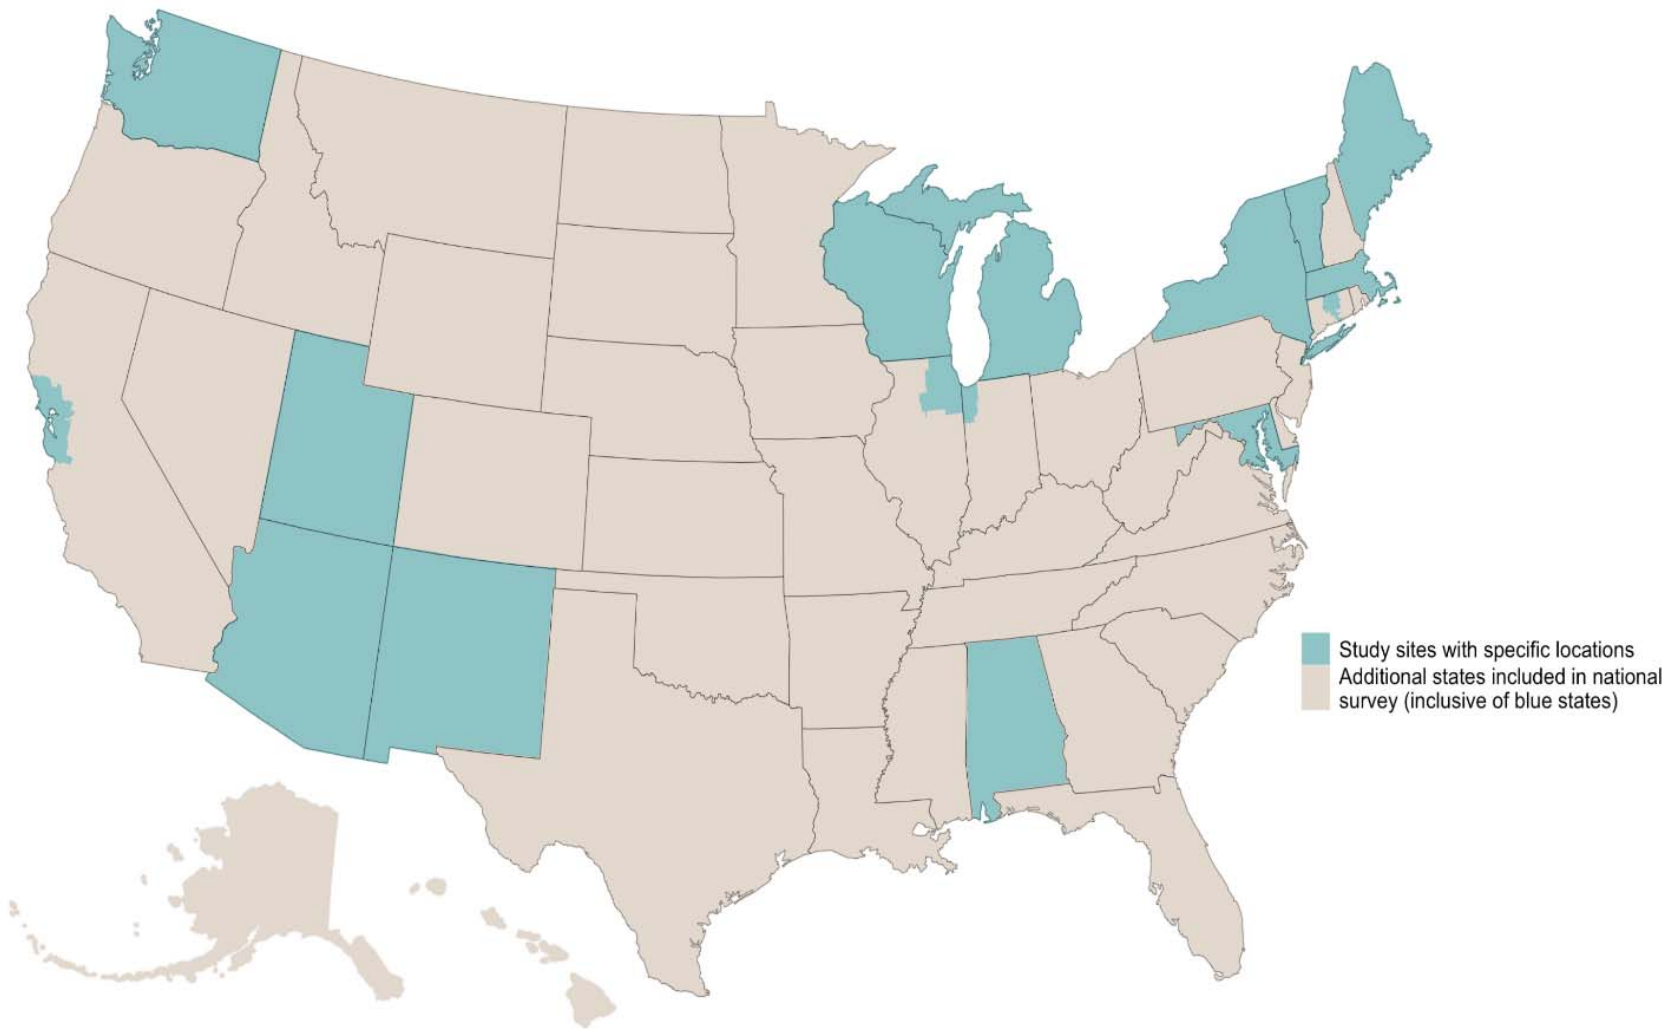 Study sites with specific locations
Additional states included in national
survey (inclusive of blue states)